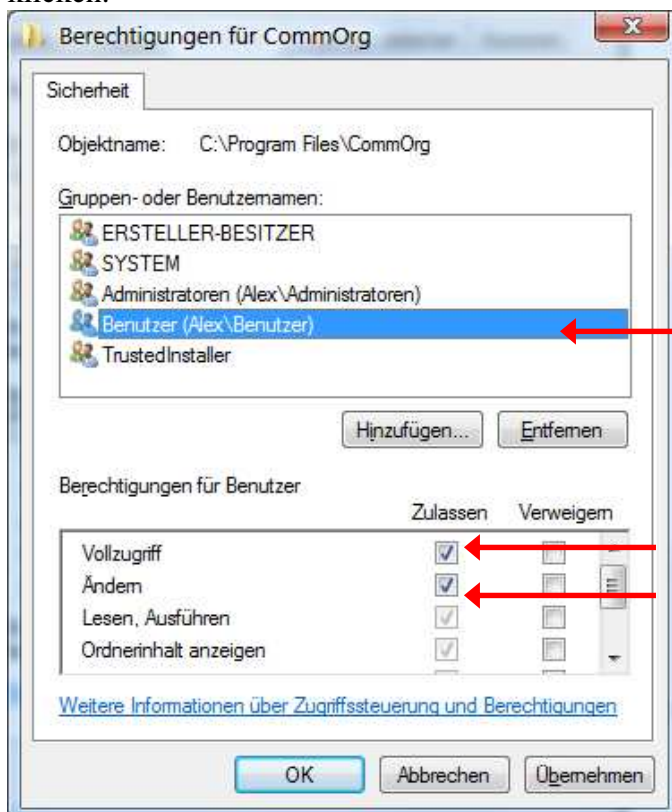 klicken.
Berechtigungen für CommOrg
Sicherheit
Objektname: C:\Program Files\CommOrg
Gruppen- oder Benutzernamen:
ERSTELLER-BESITZER
SYSTEM
Administratoren (Alex\Administratoren)
Benutzer (Alex\Benutzer)
TrustedInstaller
Hinzufügen... Entfernen
Berechtigungen für Benutzer
Zulassen Verweigern
Vollzugriff
Ändern
Lesen, Ausführen
Ordnerinhalt anzeigen
Weitere Informationen über Zugriffssteuerung und Berechtigungen
OK Abbrechen Übernehmen